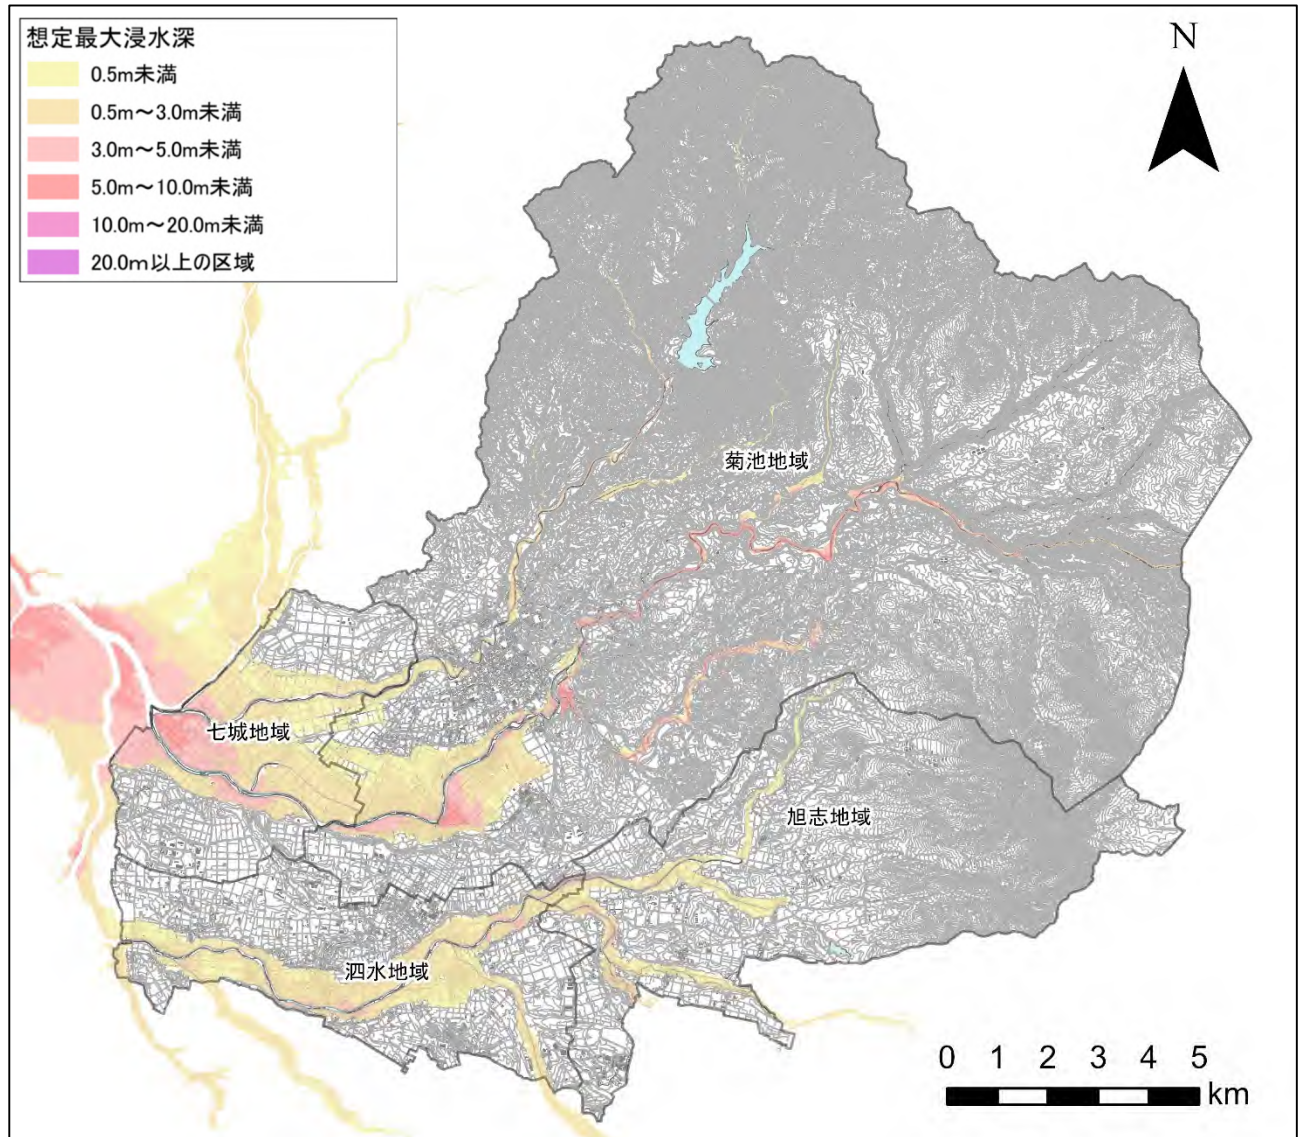 想定最大浸水深
0.5m未満
0.5m～3.0m未満
3.0m～5.0m未満
5.0m～10.0m未満
10.0m～20.0m未満
20.0m以上の区域
N
菊池地域
七城地域
旭志地域
泗水地域
0 1 2 3 4 5
km